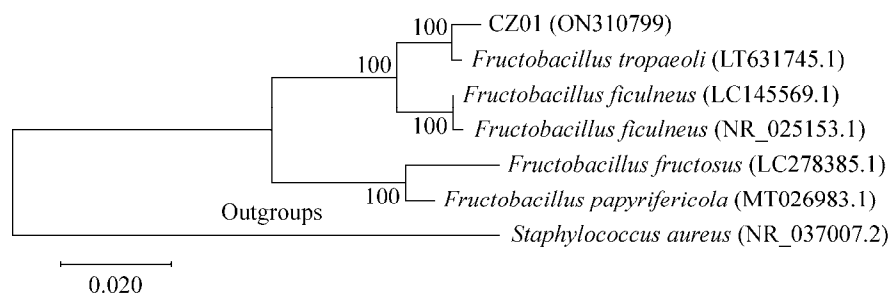 100 CZ01 (ON310799)
100 Fructobacillus tropaeoli (LT631745.1)
Fructobacillus ficulneus (LC145569.1)
100 Fructobacillus ficulneus (NR_025153.1)
Fructobacillus fructosus (LC278385.1)
100 Fructobacillus papyrifericola (MT026983.1)
Outgroups
Staphylococcus aureus (NR_037007.2)
0.020